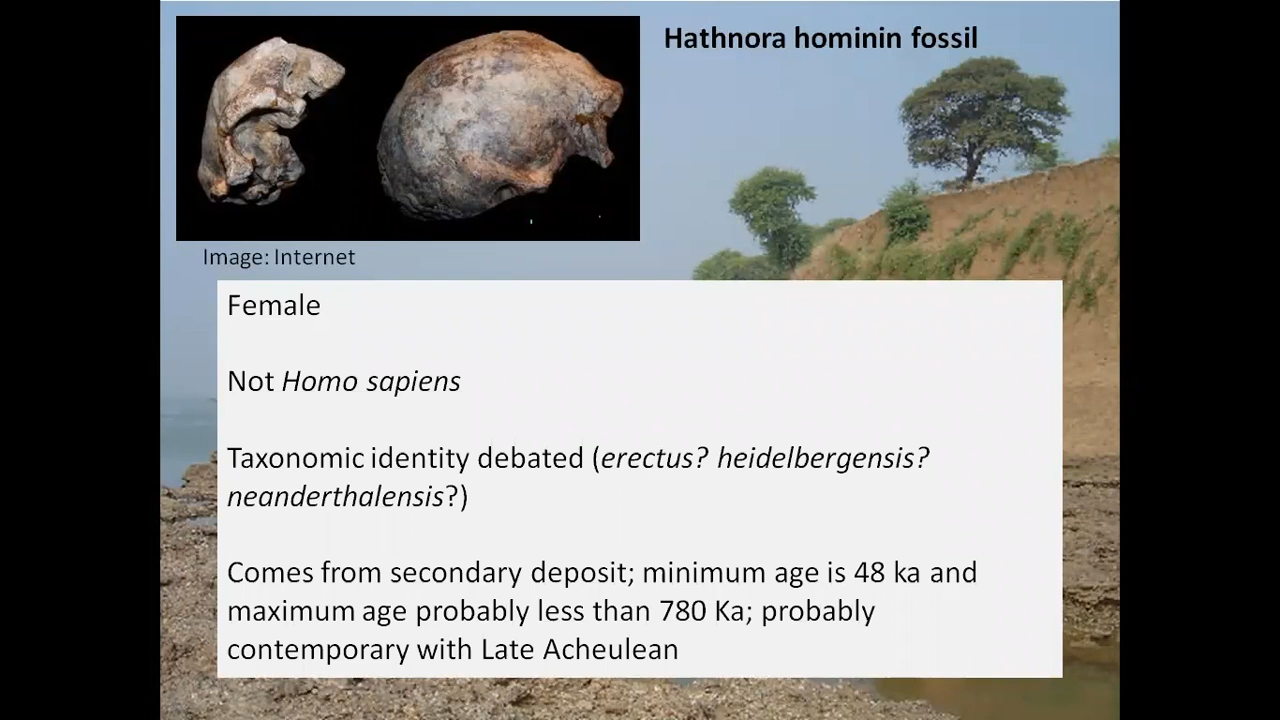 Hathnora hominin fossil
Image: Internet
Female
Not Homo sapiens
Taxonomic identity debated (erectus? heidelbergensis?
neanderthalensis?)
Comes from secondary deposit; minimum age is 48 ka and
maximum age probably less than 780 Ka; probably
contemporary with Late Acheulean